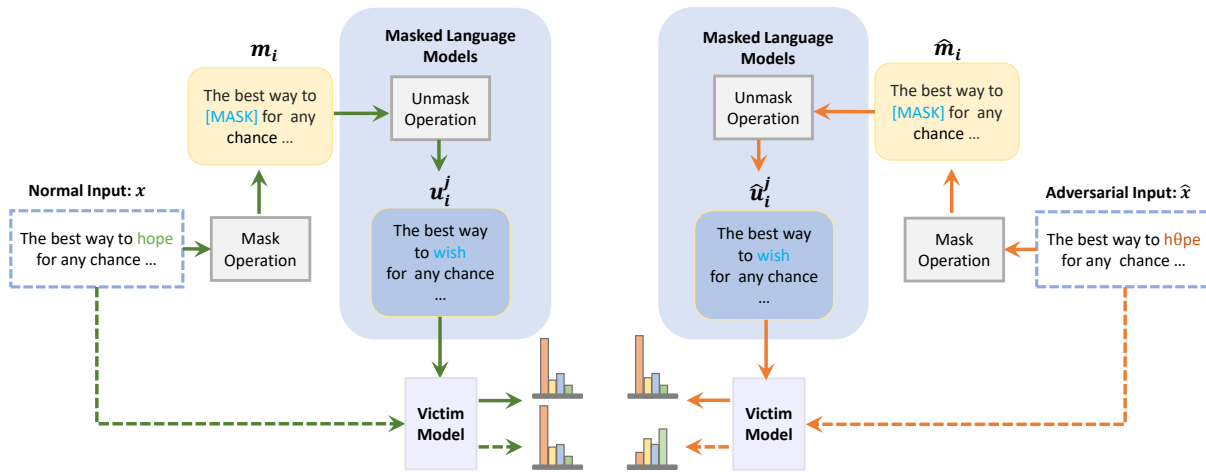 Masked Language
Models
m_i
The best way to
[MASK] for any
chance ...
Unmask
Operation
u_i^j
Normal Input: x
The best way to hope
for any chance ...
Mask
Operation
The best way
to wish
for any chance
...
Victim
Model
Masked Language
Models
m̂_i
Unmask
Operation
The best way to
[MASK] for any
chance ...
û_i^j
Adversarial Input: x̂
The best way
to wish
for any chance
...
Mask
Operation
The best way to hθpe
for any chance ...
Victim
Model